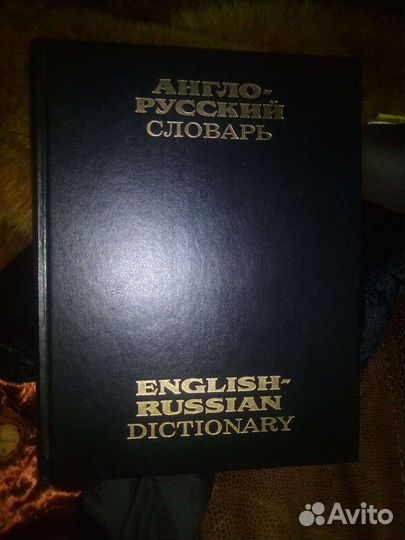 АНГЛО-
РУССКИЙ
СЛОВАРЬ
ENGLISH-
RUSSIAN
DICTIONARY
Avito